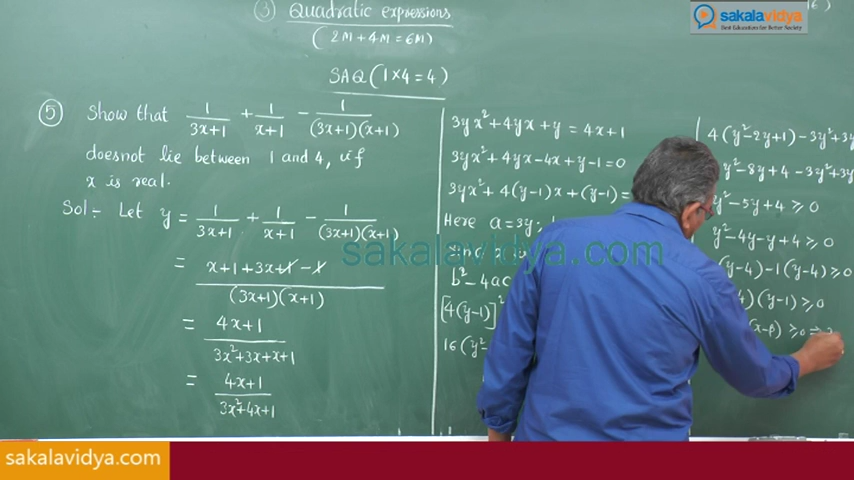 ③ Quadratic expressions
(2M + 4M = 6M)
SAQ (1×4=4)
⑤ Show that 1/(3x+1) + 1/(x+1) − 1/((3x+1)(x+1))
doesnot lie between 1 and 4, if
x is real.
Sol :- Let y = 1/(3x+1) + 1/(x+1) − 1/((3x+1)(x+1))
= (x+1+3x+1−1)/((3x+1)(x+1))
= (4x+1)/(3x²+3x+x+1)
= (4x+1)/(3x²+4x+1)
3yx²+4yx+y = 4x+1
3yx²+4yx−4x+y−1=0
3yx²+4(y−1)x+(y−1)=
Here a=3y;
b²−4ac
[4(y−1)]²
16(y²−
4(y²−2y+1)−3y²+3y
y²−8y+4−3y²+3y
y²−5y+4 ≥ 0
y²−4y−y+4 ≥ 0
(y−4)−1(y−4) ≥ 0
4)(y−1) ≥ 0
(x−β) ≥ 0 ⇒
sakalavidya
Best Education for Better Society
sakalavidya.com
sakalavidya.com